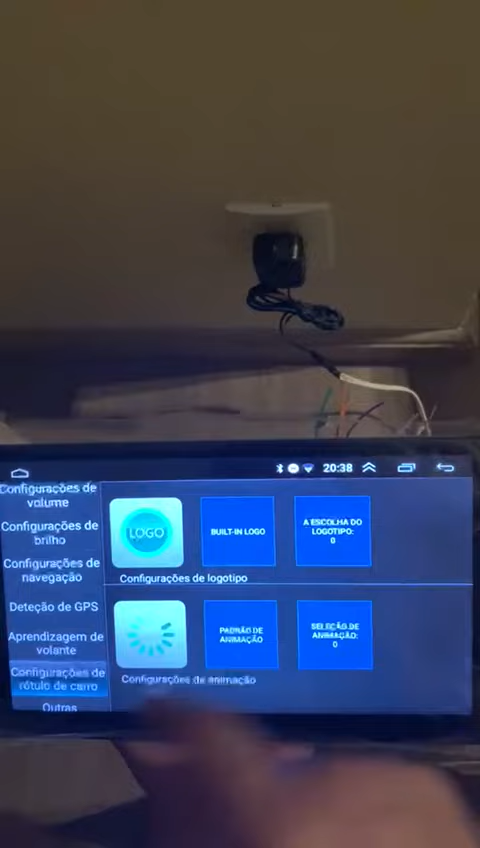 20:38
Configurações de
volume
Configurações de
brilho
Configurações de
navegação
Deteção de GPS
Aprendizagem de
volante
Configurações de
rótulo de carro
Outras
LOGO
BUILT-IN LOGO
A ESCOLHA DO
LOGOTIPO:
0
Configurações de logotipo
PADRÃO DE
ANIMAÇÃO
SELEÇÃO DE
ANIMAÇÃO:
0
Configurações de animação